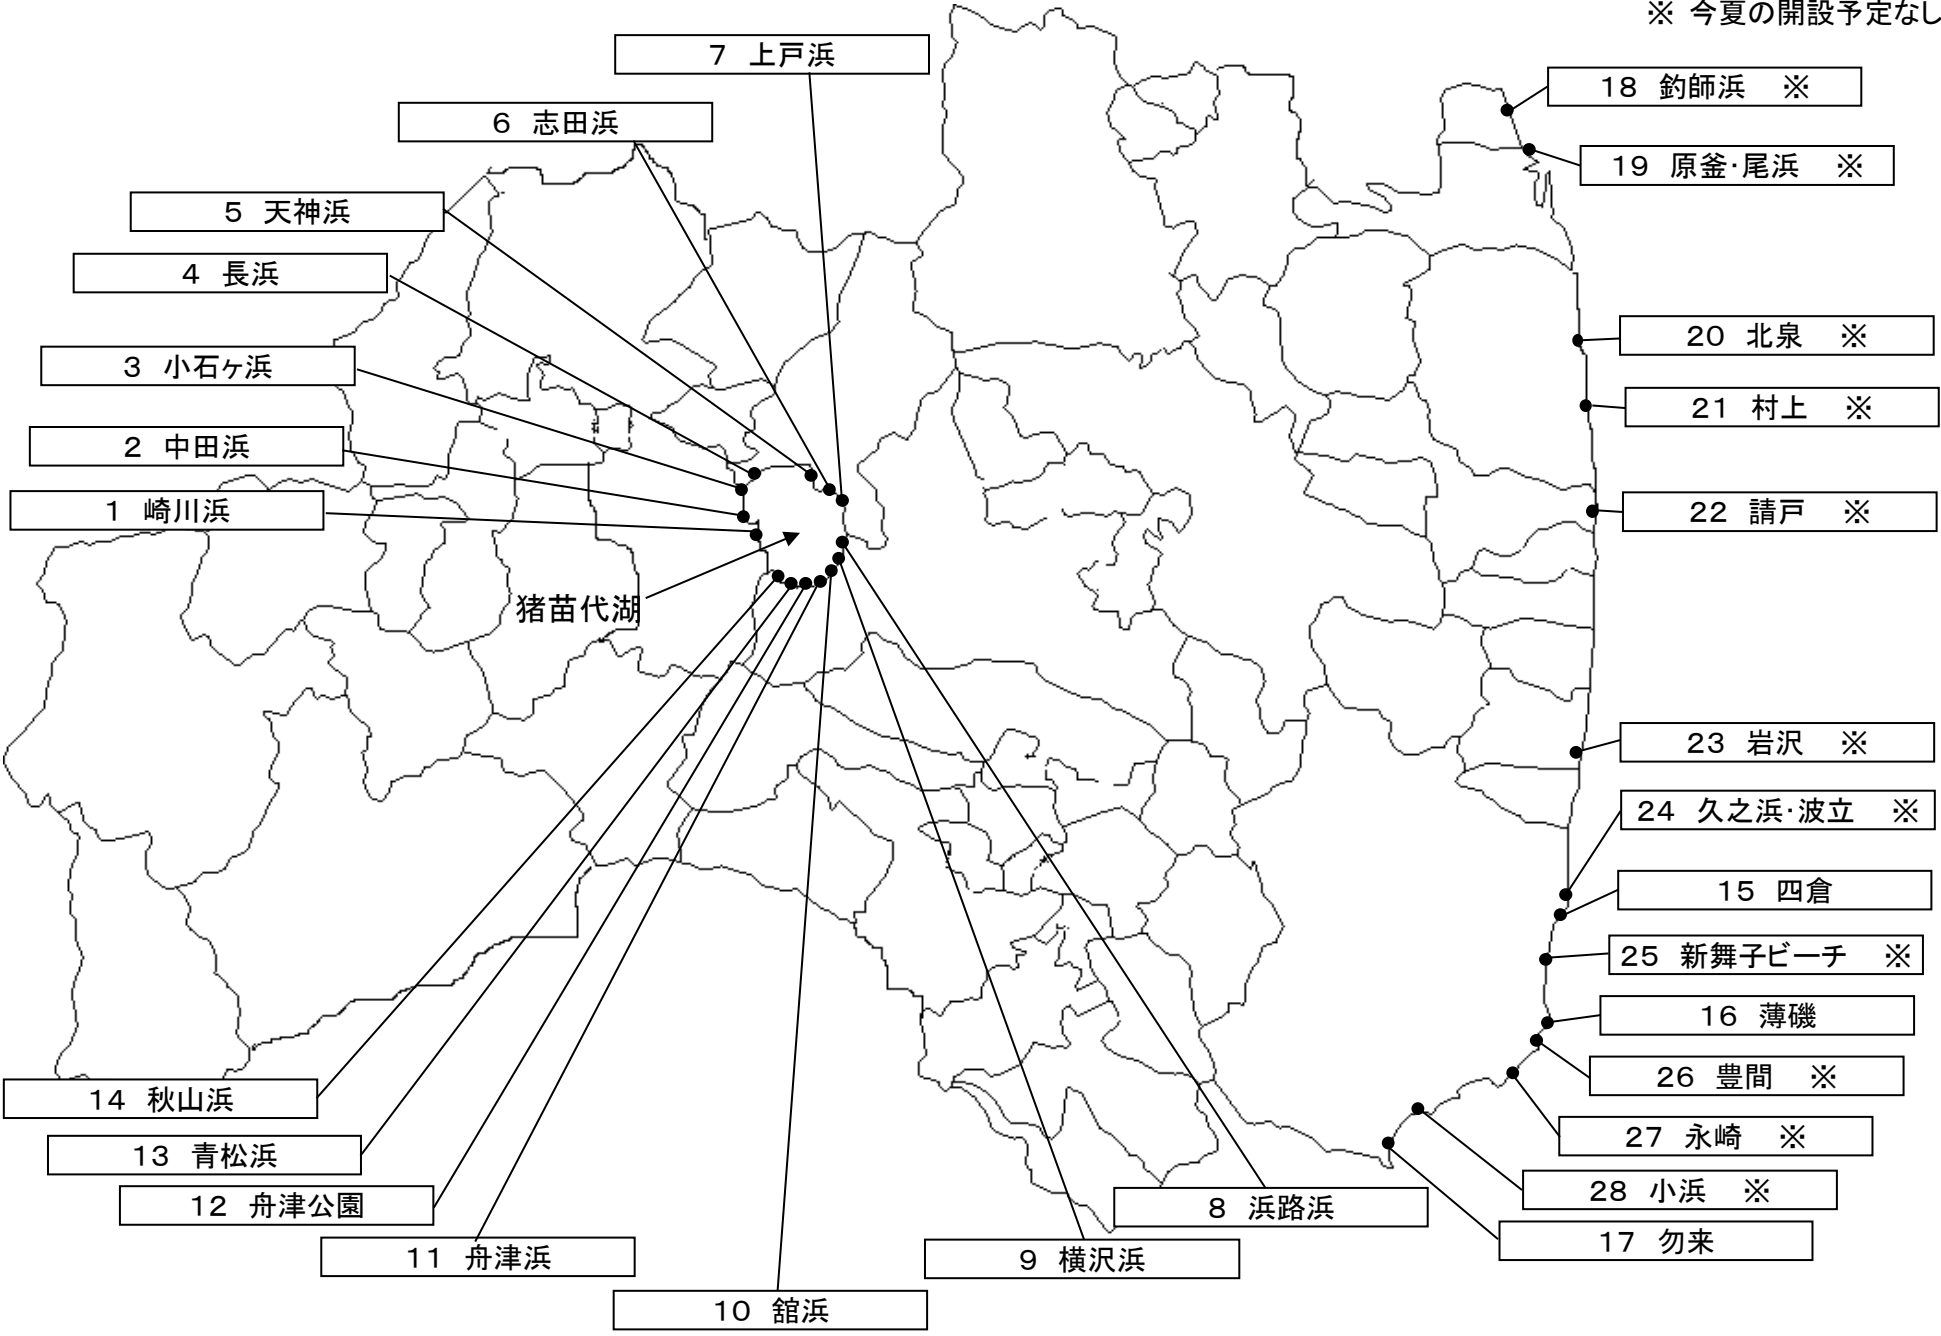 ※ 今夏の開設予定なし
7 上戸浜
18 釣師浜 ※
6 志田浜
19 原釜･尾浜 ※
5 天神浜
4 長浜
20 北泉 ※
3 小石ヶ浜
21 村上 ※
2 中田浜
1 崎川浜
22 請戸 ※
猪苗代湖
23 岩沢 ※
24 久之浜･波立 ※
15 四倉
25 新舞子ビーチ ※
16 薄磯
26 豊間 ※
14 秋山浜
27 永崎 ※
13 青松浜
28 小浜 ※
12 舟津公園
8 浜路浜
17 勿来
11 舟津浜
9 横沢浜
10 舘浜